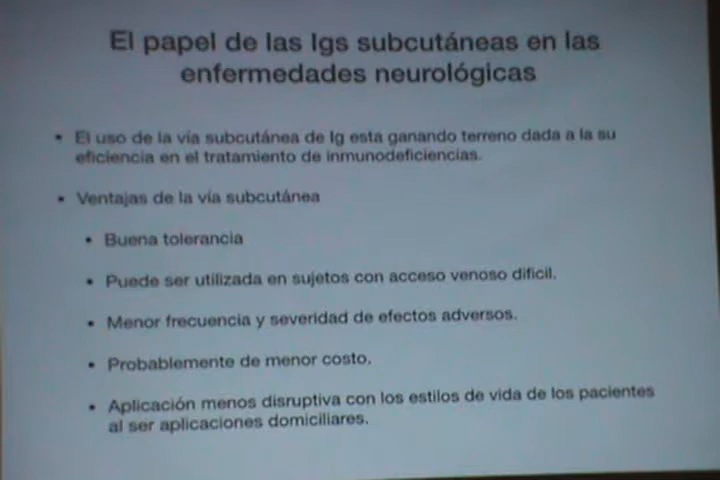 El papel de las Igs subcutáneas en las
enfermedades neurológicas
• El uso de la vía subcutánea de Ig esta ganando terreno dada a la su
eficiencia en el tratamiento de inmunodeficiencias.
• Ventajas de la vía subcutánea
• Buena tolerancia
• Puede ser utilizada en sujetos con acceso venoso dificil.
• Menor frecuencia y severidad de efectos adversos.
• Probablemente de menor costo.
• Aplicación menos disruptiva con los estilos de vida de los pacientes
al ser aplicaciones domiciliares.